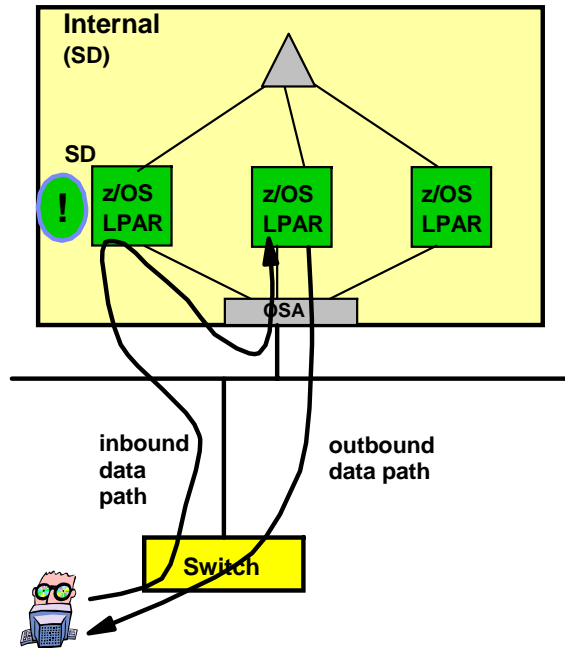 Internal
(SD)
SD
!
z/OS
LPAR
z/OS
LPAR
z/OS
LPAR
OSA
inbound
data
path
outbound
data path
Switch